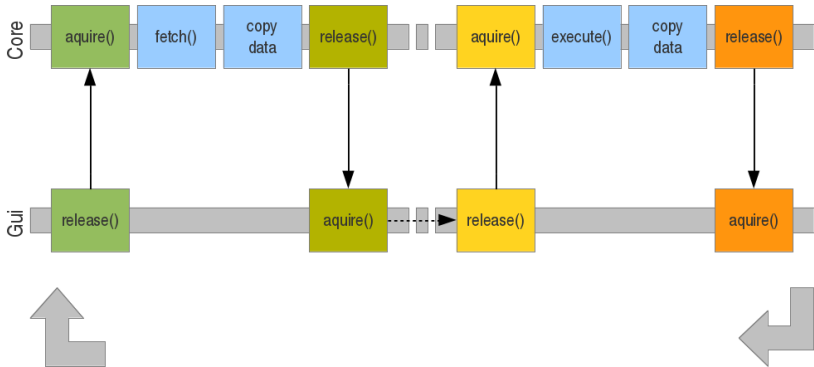 Core
aquire()
fetch()
copy
data
release()
aquire()
execute()
copy
data
release()
Gui
release()
aquire()
release()
aquire()